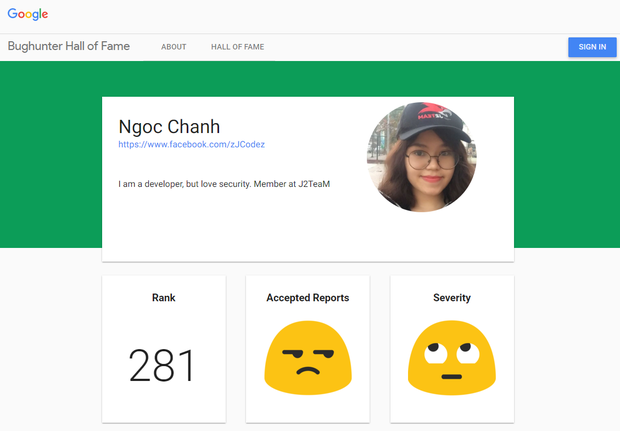 Google
Bughunter Hall of Fame ABOUT HALL OF FAME SIGN IN
Ngoc Chanh
https://www.facebook.com/zJCodez
I am a developer, but love security. Member at J2TeaM
Rank Accepted Reports Severity
281